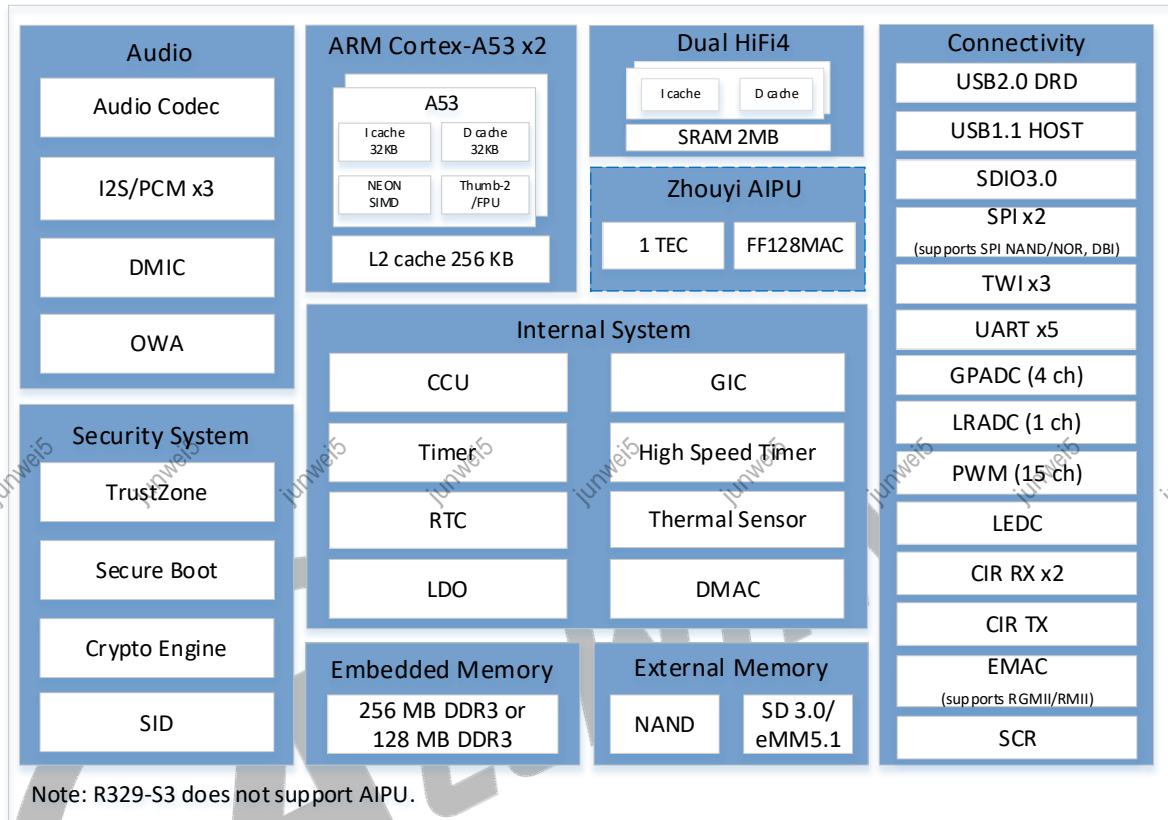 Audio
Audio Codec
I2S/PCM x3
DMIC
OWA
Security System
TrustZone
Secure Boot
Crypto Engine
SID
ARM Cortex-A53 x2
A53
I cache
32KB
D cache
32KB
NEON
SIMD
Thumb-2
/FPU
L2 cache 256 KB
Dual HiFi4
I cache
D cache
SRAM 2MB
Zhouyi AIPU
1 TEC
FF128MAC
Internal System
CCU
GIC
Timer
High Speed Timer
RTC
Thermal Sensor
LDO
DMAC
Embedded Memory
256 MB DDR3 or
128 MB DDR3
External Memory
NAND
SD 3.0/
eMM5.1
Connectivity
USB2.0 DRD
USB1.1 HOST
SDIO3.0
SPI x2
(supports SPI NAND/NOR, DBI)
TWI x3
UART x5
GPADC (4 ch)
LRADC (1 ch)
PWM (15 ch)
LEDC
CIR RX x2
CIR TX
EMAC
(supports RGMII/RMII)
SCR
junwei5
junwei5
junwei5
junwei5
junwei5
junwei5
junwei5
Note: R329-S3 does not support AIPU.